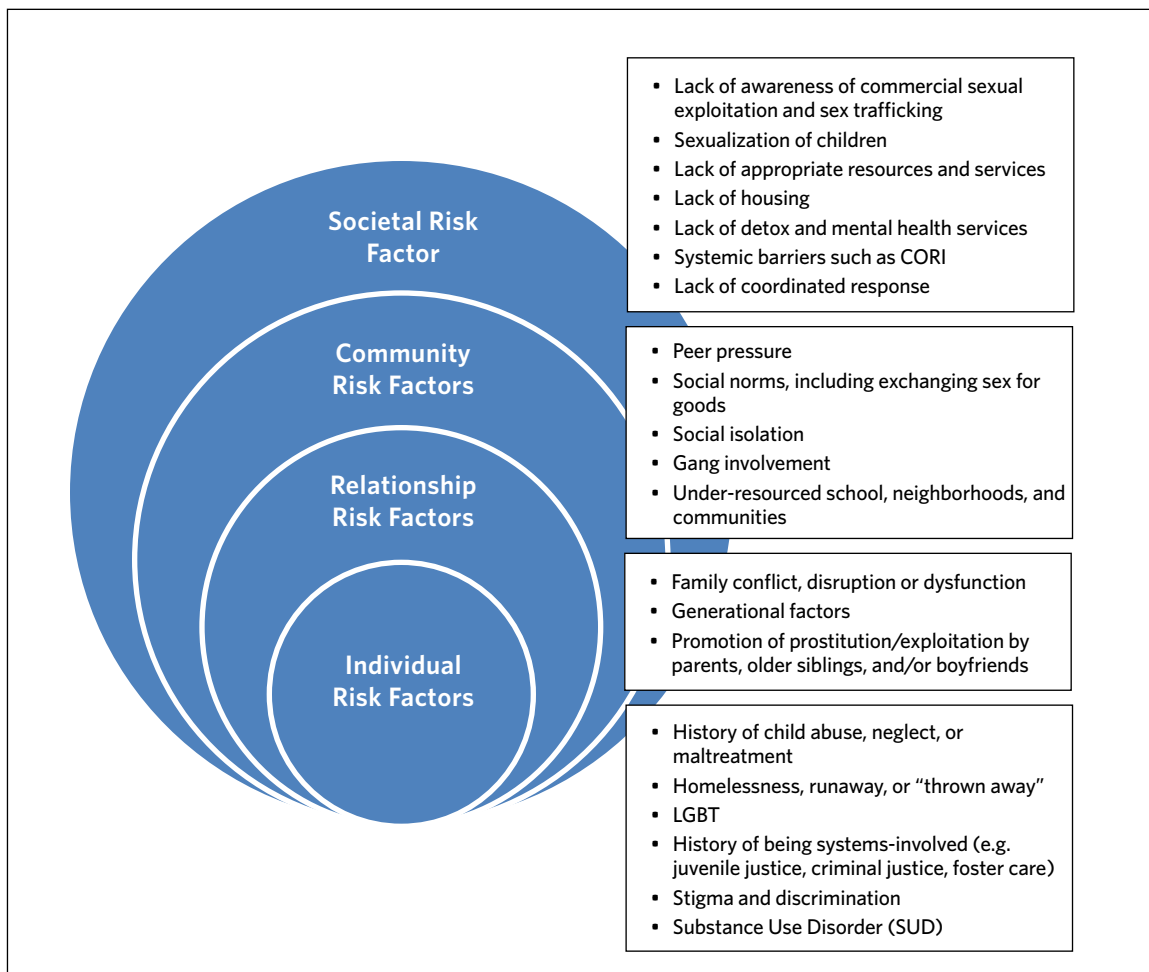 Societal Risk
Factor
▪ Lack of awareness of commercial sexual
exploitation and sex trafficking
▪ Sexualization of children
▪ Lack of appropriate resources and services
▪ Lack of housing
▪ Lack of detox and mental health services
▪ Systemic barriers such as CORI
▪ Lack of coordinated response
Community
Risk Factors
▪ Peer pressure
▪ Social norms, including exchanging sex for
goods
▪ Social isolation
▪ Gang involvement
▪ Under-resourced school, neighborhoods, and
communities
Relationship
Risk Factors
▪ Family conflict, disruption or dysfunction
▪ Generational factors
▪ Promotion of prostitution/exploitation by
parents, older siblings, and/or boyfriends
Individual
Risk Factors
▪ History of child abuse, neglect, or
maltreatment
▪ Homelessness, runaway, or “thrown away”
▪ LGBT
▪ History of being systems-involved (e.g.
juvenile justice, criminal justice, foster care)
▪ Stigma and discrimination
▪ Substance Use Disorder (SUD)